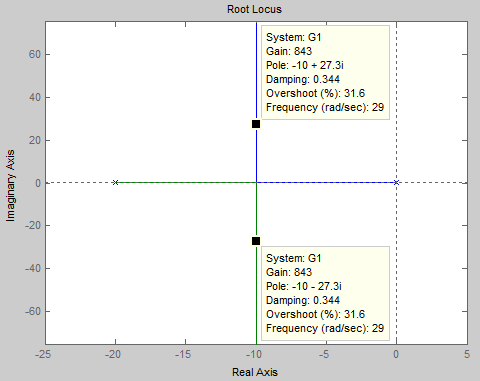 Root Locus
System: G1
Gain: 843
Pole: -10 + 27.3i
Damping: 0.344
Overshoot (%): 31.6
Frequency (rad/sec): 29
60
40
20
0
-20
-40
-60
Imaginary Axis
System: G1
Gain: 843
Pole: -10 - 27.3i
Damping: 0.344
Overshoot (%): 31.6
Frequency (rad/sec): 29
-25 -20 -15 -10 -5 0 5
Real Axis